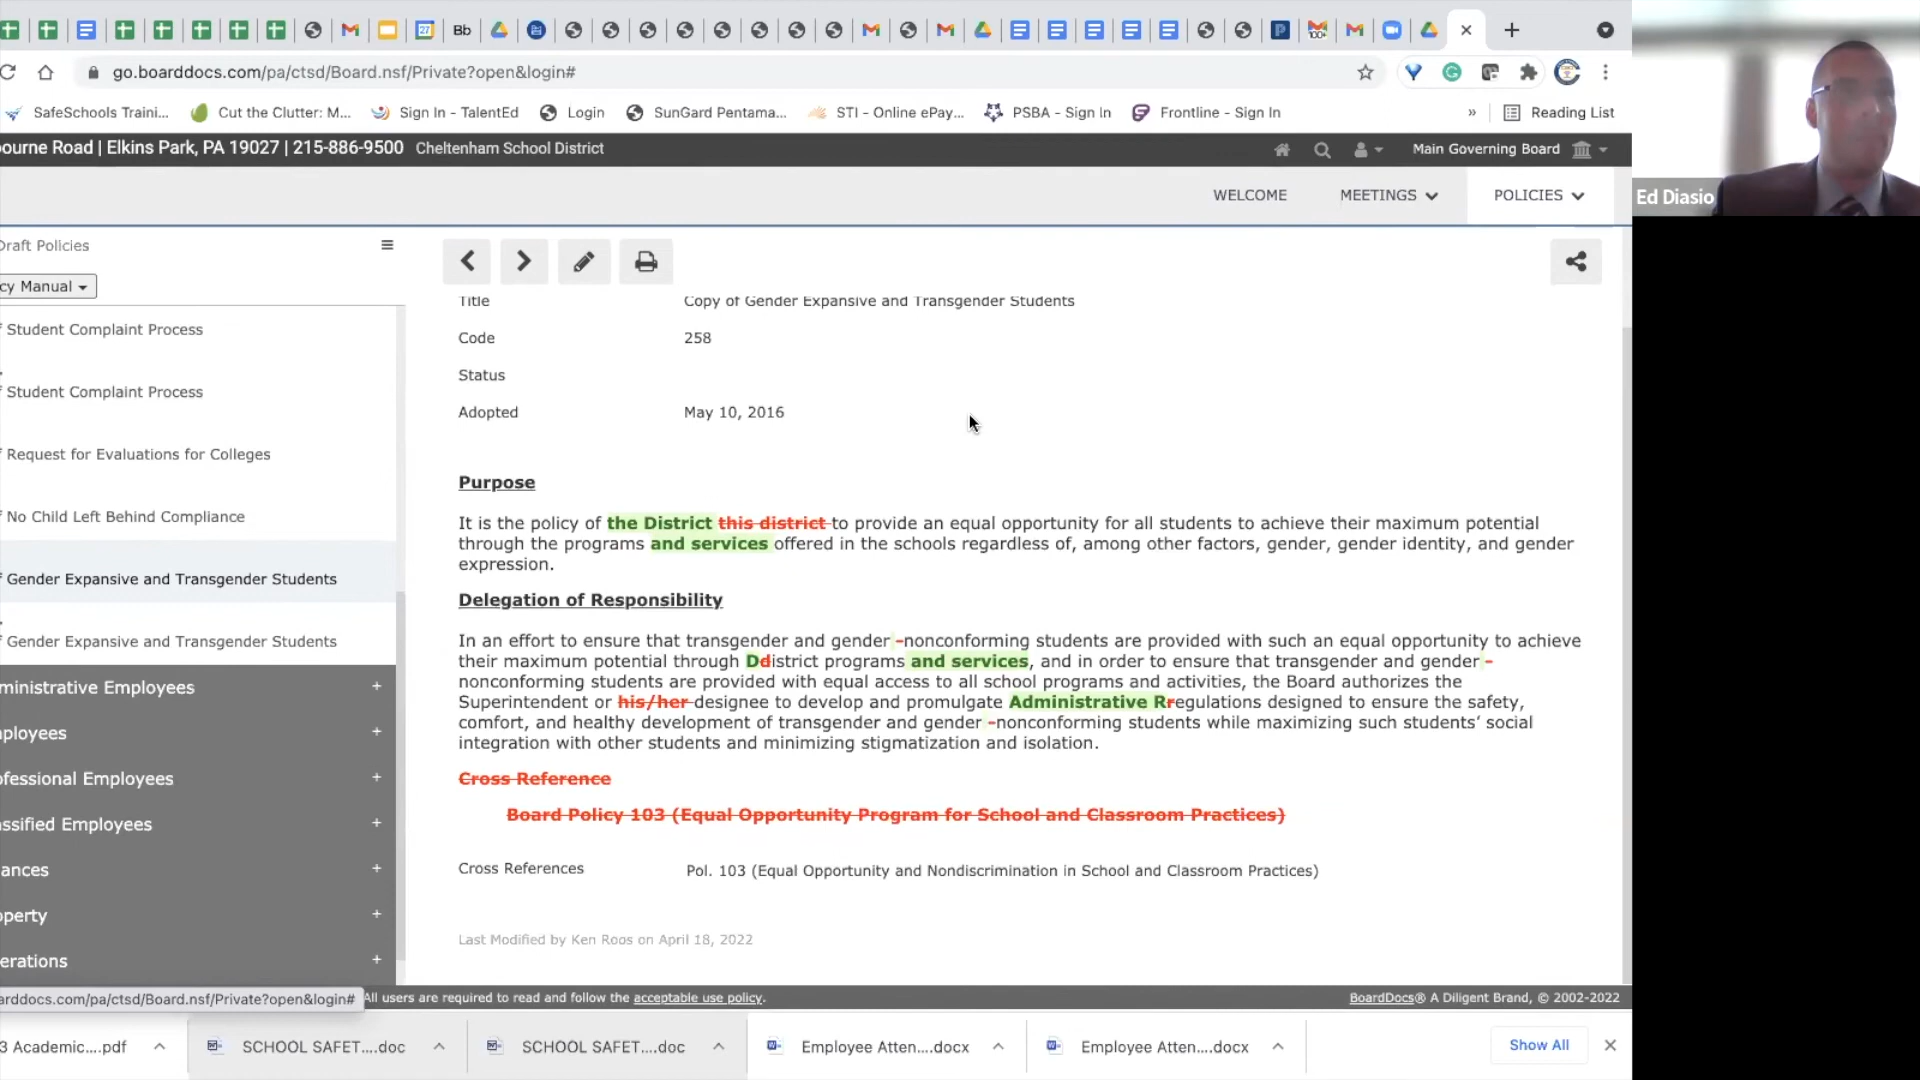 27
Bb
100+
go.boarddocs.com/pa/ctsd/Board.nsf/Private?open&login#
SafeSchools Traini...
Cut the Clutter: M...
Sign In - TalentEd
Login
SunGard Pentama...
STI - Online ePay...
PSBA - Sign In
Frontline - Sign In
»
Reading List
ourne Road | Elkins Park, PA 19027 | 215-886-9500 Cheltenham School District
Main Governing Board
WELCOME
MEETINGS
POLICIES
Ed Diasio
Draft Policies
cy Manual
f Student Complaint Process
f Student Complaint Process
f Request for Evaluations for Colleges
f No Child Left Behind Compliance
f Gender Expansive and Transgender Students
f Gender Expansive and Transgender Students
ministrative Employees +
ployees +
ofessional Employees +
assified Employees +
ances +
operty +
erations +
Title Copy of Gender Expansive and Transgender Students
Code 258
Status
Adopted May 10, 2016
Purpose
It is the policy of the District this district to provide an equal opportunity for all students to achieve their maximum potential
through the programs and services offered in the schools regardless of, among other factors, gender, gender identity, and gender
expression.
Delegation of Responsibility
In an effort to ensure that transgender and gender -nonconforming students are provided with such an equal opportunity to achieve
their maximum potential through Ddistrict programs and services, and in order to ensure that transgender and gender -
nonconforming students are provided with equal access to all school programs and activities, the Board authorizes the
Superintendent or his/her designee to develop and promulgate Administrative Rregulations designed to ensure the safety,
comfort, and healthy development of transgender and gender -nonconforming students while maximizing such students’ social
integration with other students and minimizing stigmatization and isolation.
Cross Reference
Board Policy 103 (Equal Opportunity Program for School and Classroom Practices)
Cross References Pol. 103 (Equal Opportunity and Nondiscrimination in School and Classroom Practices)
Last Modified by Ken Roos on April 18, 2022
arddocs.com/pa/ctsd/Board.nsf/Private?open&login#
All users are required to read and follow the acceptable use policy.
BoardDocs® A Diligent Brand, © 2002-2022
3 Academic....pdf
SCHOOL SAFET....doc
SCHOOL SAFET....doc
Employee Atten....docx
Employee Atten....docx
Show All